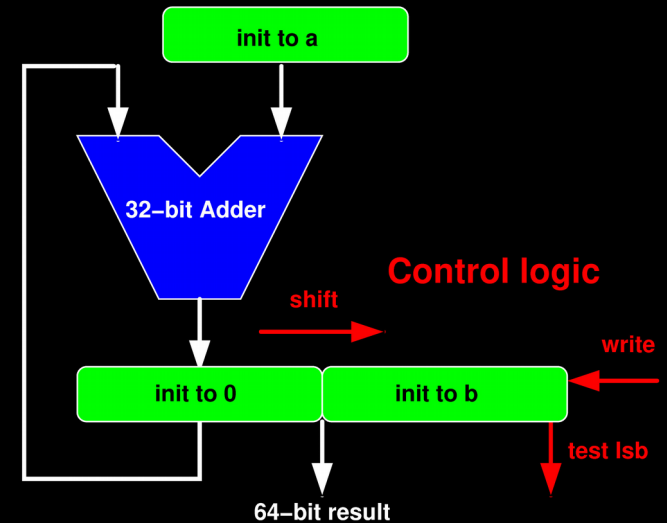 init to a
32−bit Adder
Control logic
shift
write
init to 0
init to b
test lsb
64−bit result